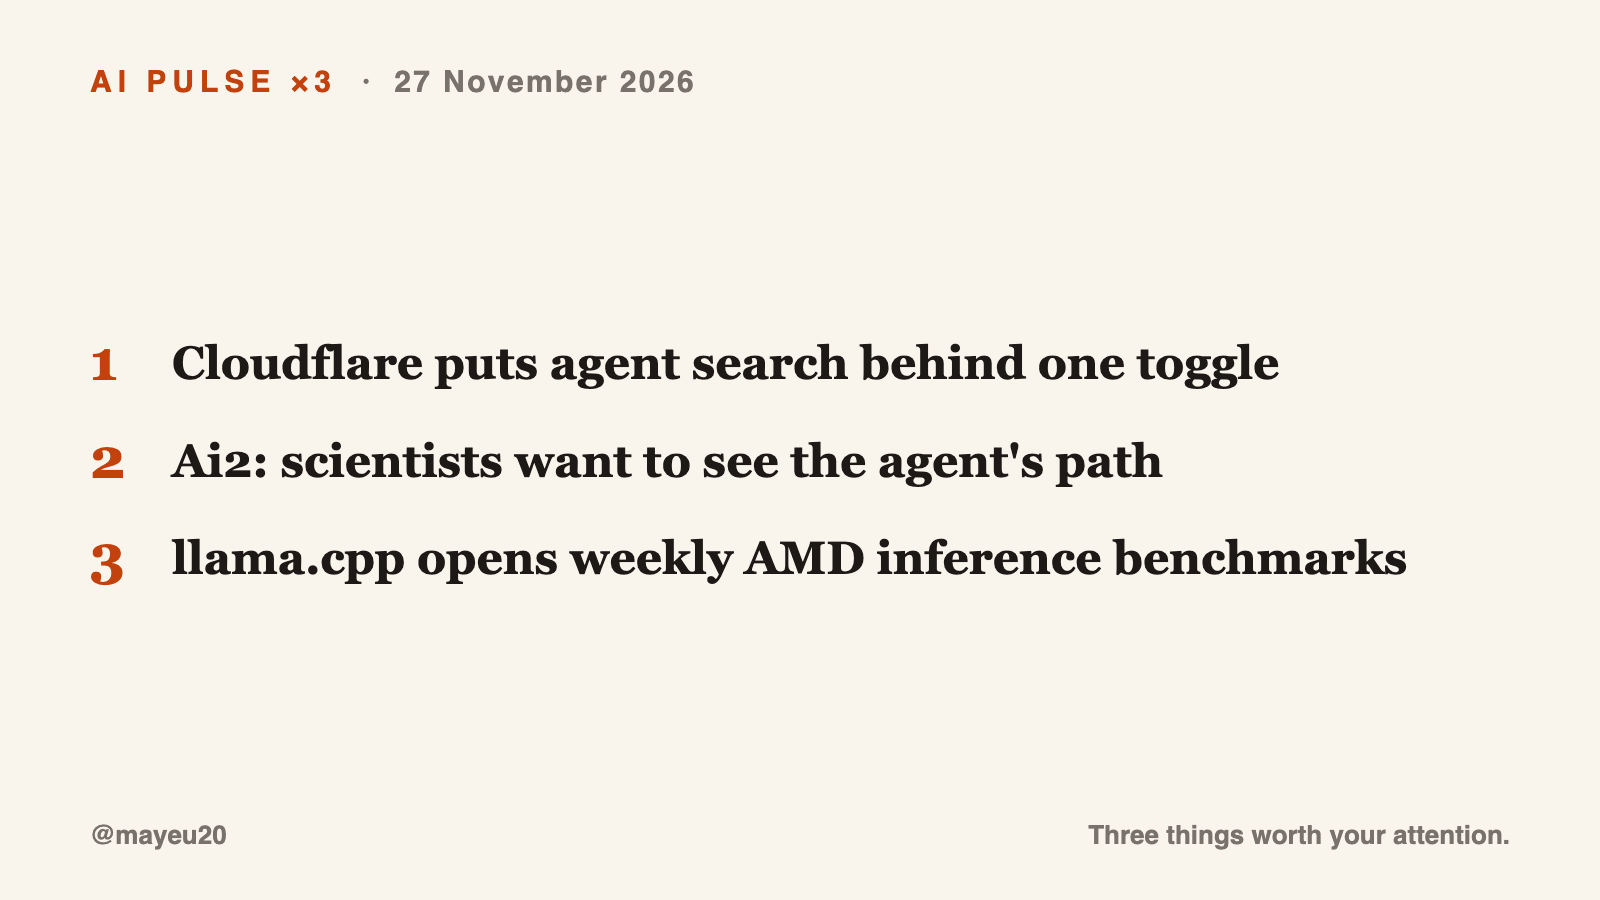 AI PULSE ×3 · 27 November 2026
1 Cloudflare puts agent search behind one toggle
2 Ai2: scientists want to see the agent's path
3 llama.cpp opens weekly AMD inference benchmarks
@mayeu20 Three things worth your attention.